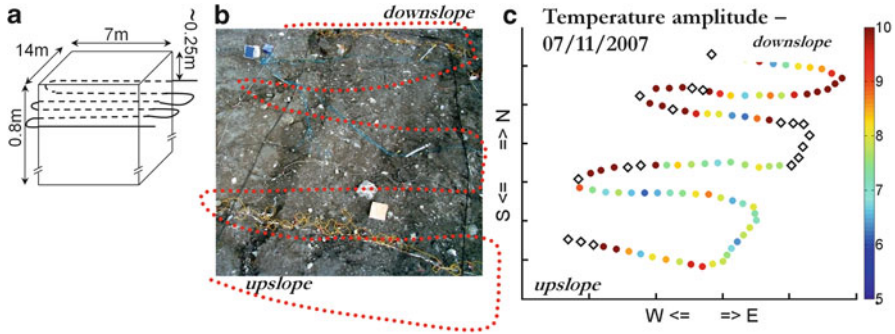 a
7m
14m
~0.25m
0.8m
b
downslope
upslope
c
Temperature amplitude –
07/11/2007
downslope
S <= => N
upslope
W <= => E
10
9
8
7
6
5